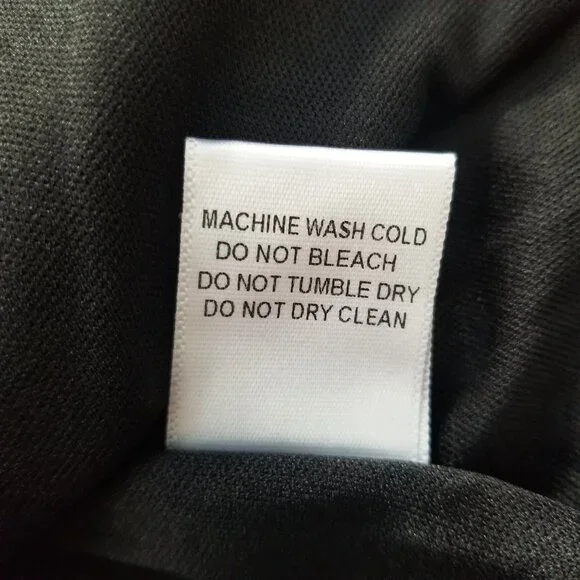 MACHINE WASH COLD
DO NOT BLEACH
DO NOT TUMBLE DRY
DO NOT DRY CLEAN